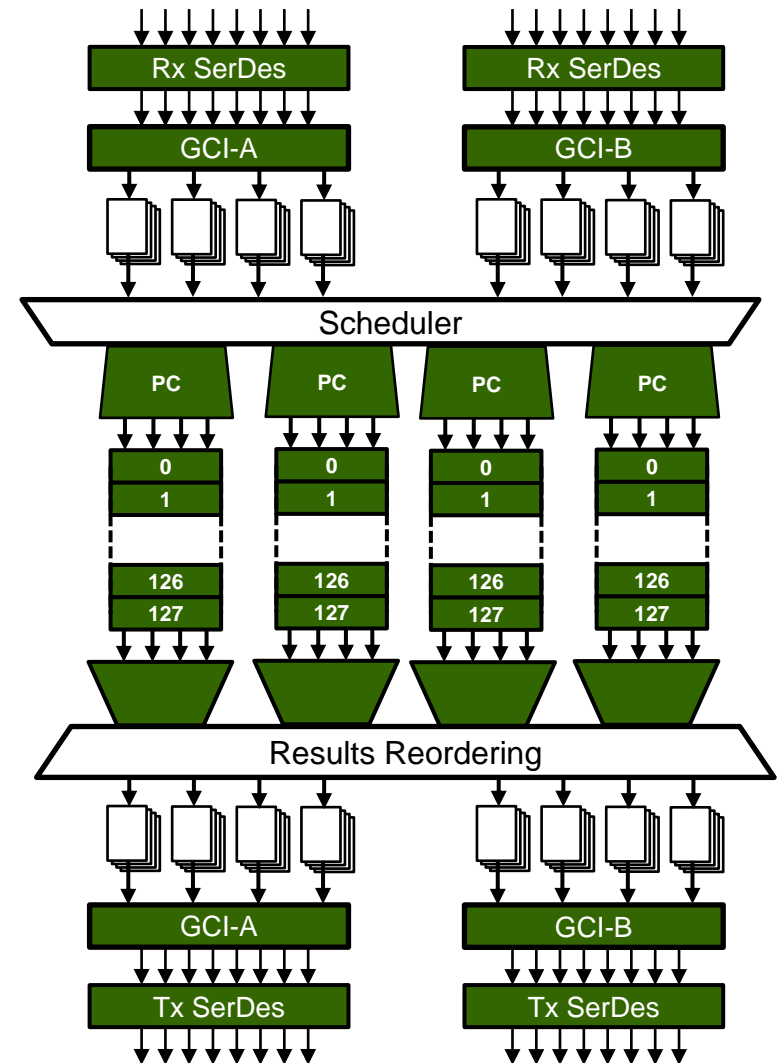 Rx SerDes Rx SerDes
GCI-A GCI-B
Scheduler
PC PC PC PC
0 0 0 0
1 1 1 1
126 126 126 126
127 127 127 127
Results Reordering
GCI-A GCI-B
Tx SerDes Tx SerDes